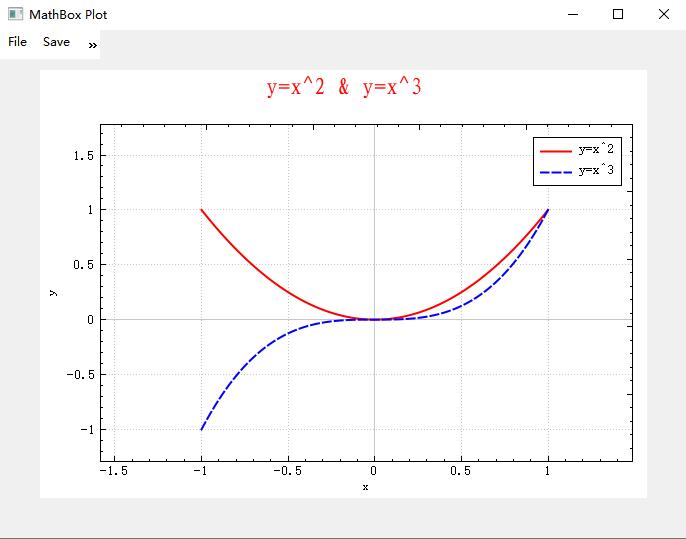 MathBox Plot
File Save »
y=x^2 & y=x^3
y=x^2
y=x^3
1.5
1
0.5
0
-0.5
-1
y
-1.5 -1 -0.5 0 0.5 1
x